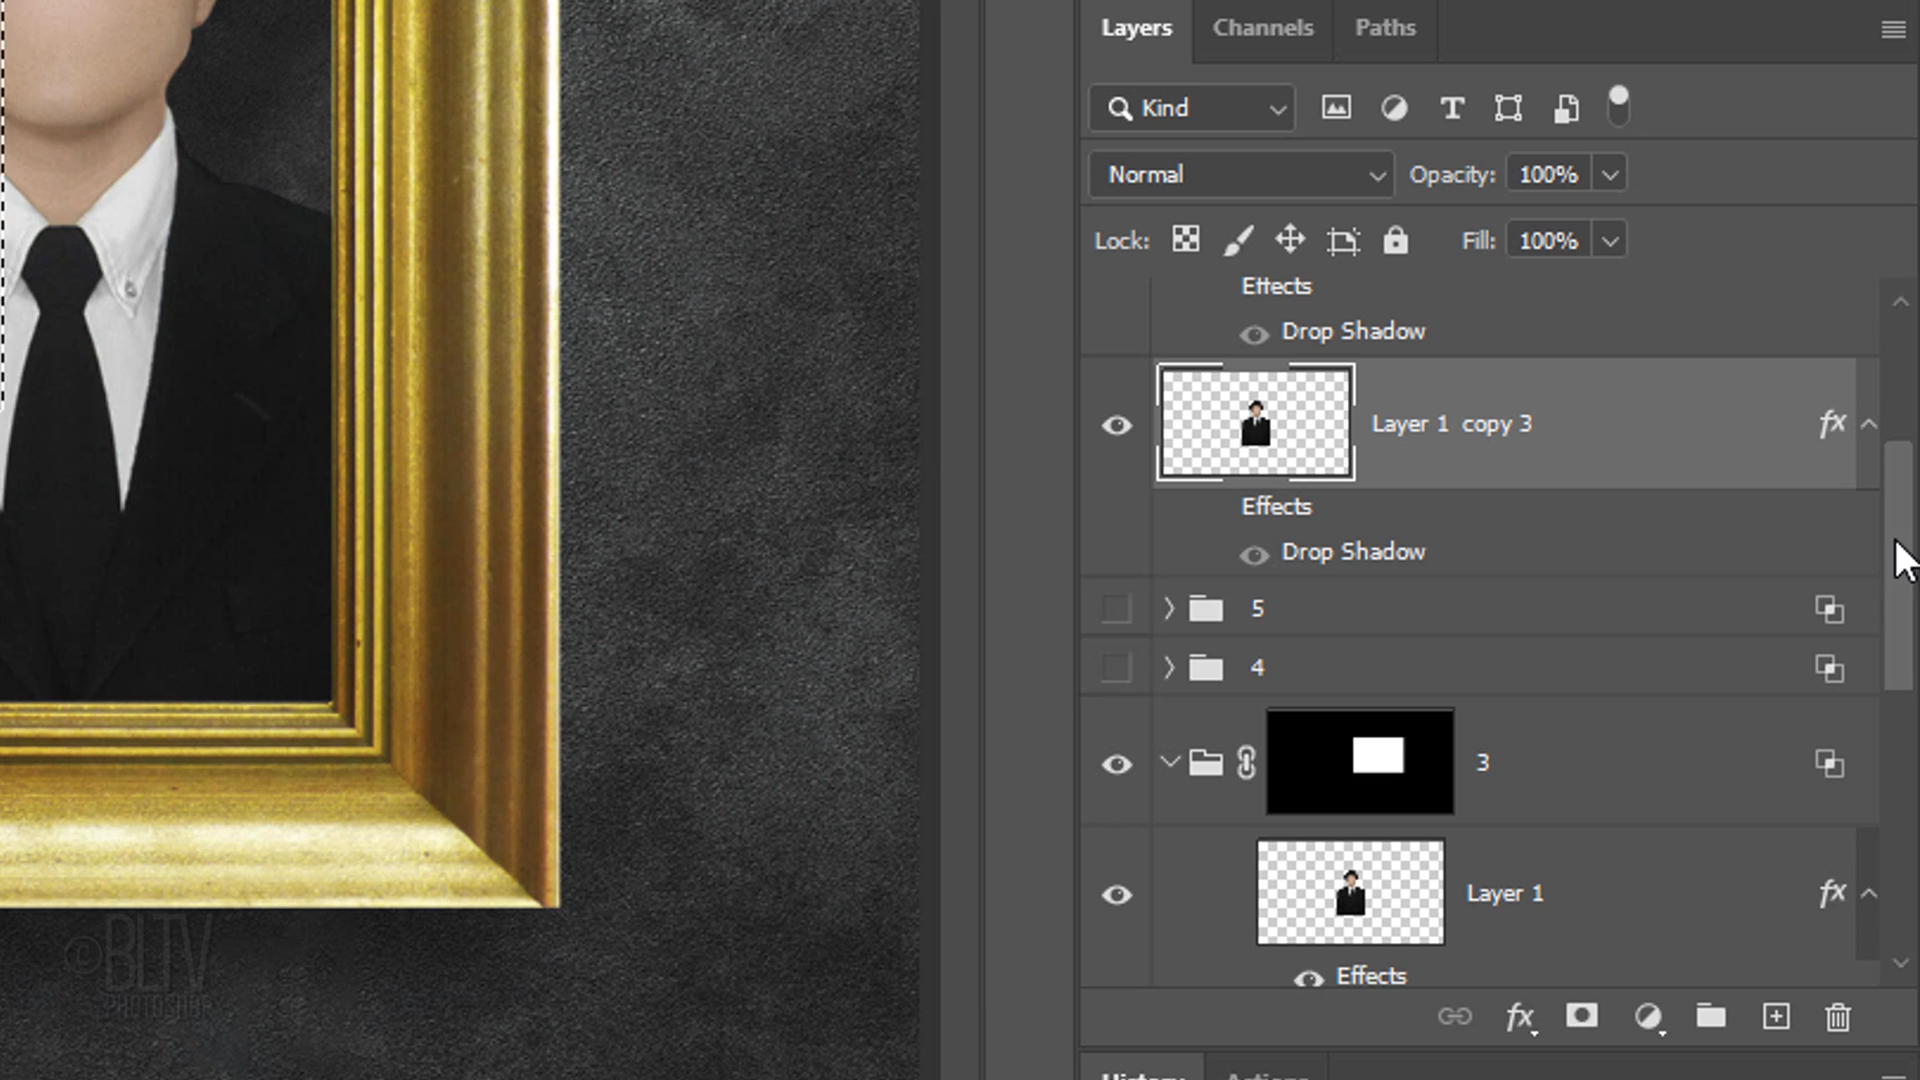 Layers Channels Paths
Kind
Normal Opacity: 100%
Lock: Fill: 100%
Effects
Drop Shadow
Layer 1 copy 3 fx
Effects
Drop Shadow
5
4
3
Layer 1 fx
Effects
fx
©BLTV
PHOTOSHOP
History Actions